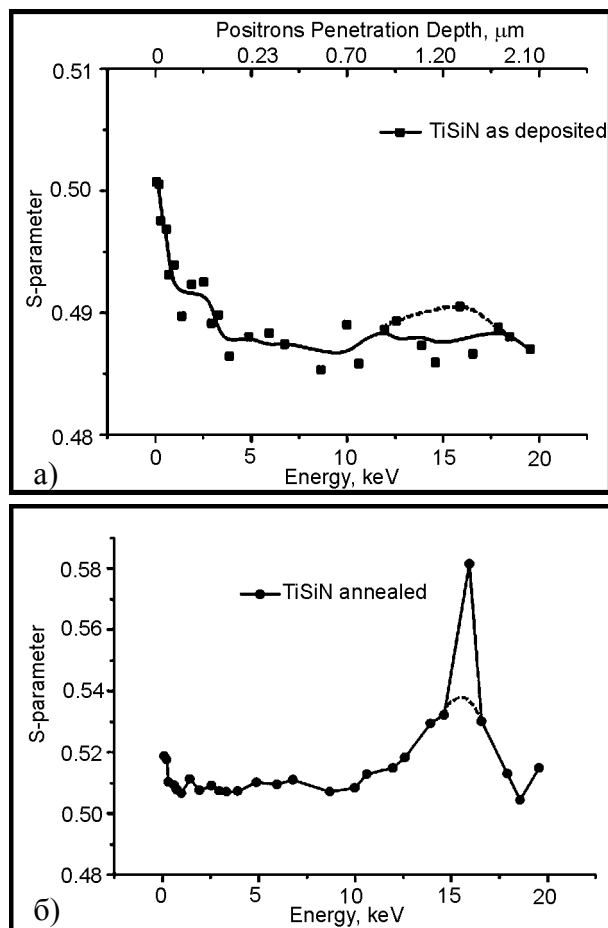 Positrons Penetration Depth, μm
0 0.23 0.70 1.20 2.10
0.51
TiSiN as deposited
0.50
S-parameter
0.49
0.48
0 5 10 15 20
Energy, keV
а)
0.58
TiSiN annealed
0.56
S-parameter
0.54
0.52
0.50
0.48
0 5 10 15 20
Energy, keV
б)